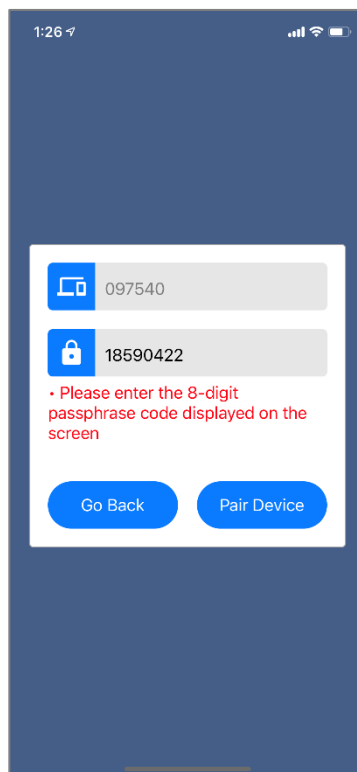 1:26
097540
18590422
• Please enter the 8-digit
passphrase code displayed on the
screen
Go Back
Pair Device